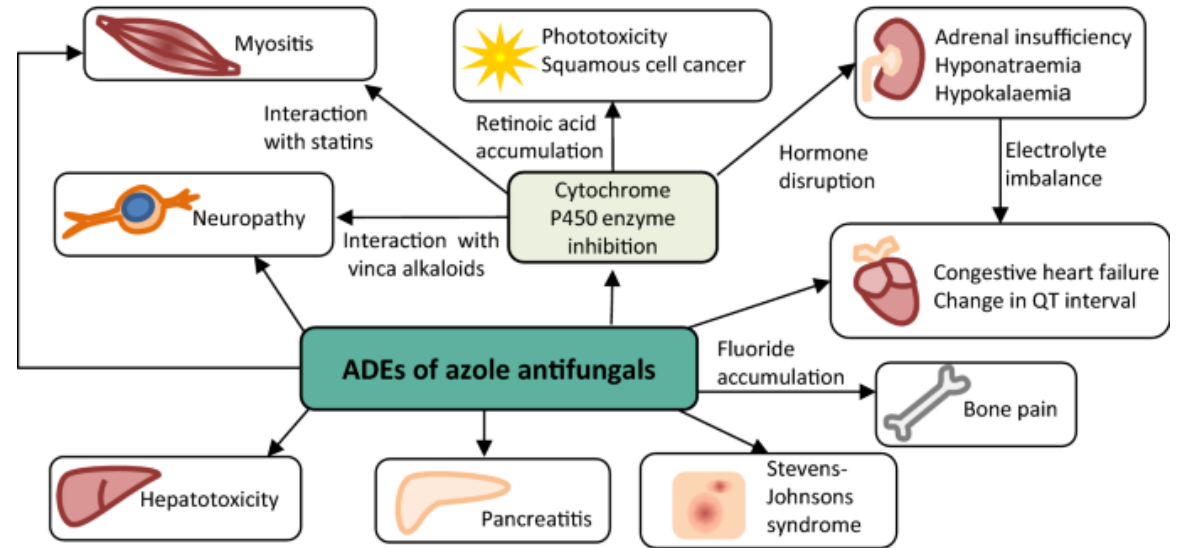 Myositis
Phototoxicity
Squamous cell cancer
Adrenal insufficiency
Hyponatraemia
Hypokalaemia
Interaction
with statins
Retinoic acid
accumulation
Hormone
disruption
Electrolyte
imbalance
Neuropathy
Interaction with
vinca alkaloids
Cytochrome
P450 enzyme
inhibition
Congestive heart failure
Change in QT interval
ADEs of azole antifungals
Fluoride
accumulation
Bone pain
Hepatotoxicity
Pancreatitis
Stevens-
Johnsons
syndrome